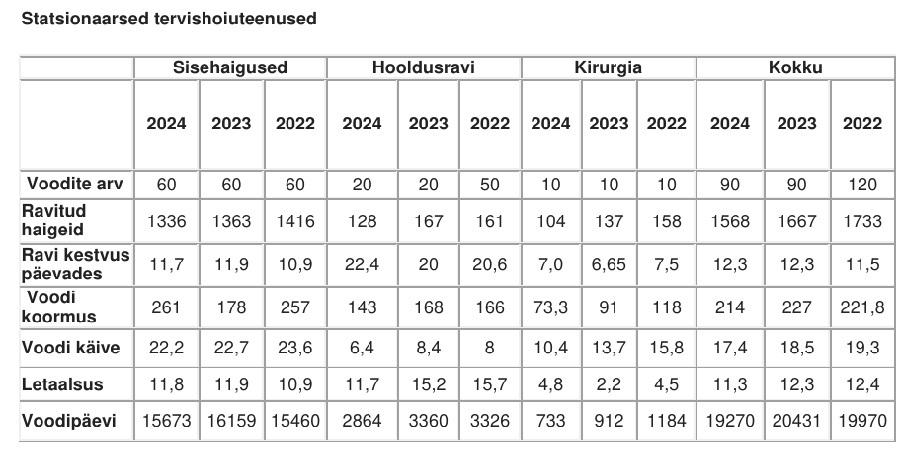 Statsionaarsed tervishoiuteenused
Sisehaigused Hooldusravi Kirurgia Kokku
2024 2023 2022 2024 2023 2022 2024 2023 2022 2024 2023 2022
Voodite arv 60 60 60 20 20 50 10 10 10 90 90 120
Ravitud
haigeid 1336 1363 1416 128 167 161 104 137 158 1568 1667 1733
Ravi kestvus
päevades 11,7 11,9 10,9 22,4 20 20,6 7,0 6,65 7,5 12,3 12,3 11,5
Voodi
koormus 261 178 257 143 168 166 73,3 91 118 214 227 221,8
Voodi käive 22,2 22,7 23,6 6,4 8,4 8 10,4 13,7 15,8 17,4 18,5 19,3
Letaalsus 11,8 11,9 10,9 11,7 15,2 15,7 4,8 2,2 4,5 11,3 12,3 12,4
Voodipäevi 15673 16159 15460 2864 3360 3326 733 912 1184 19270 20431 19970